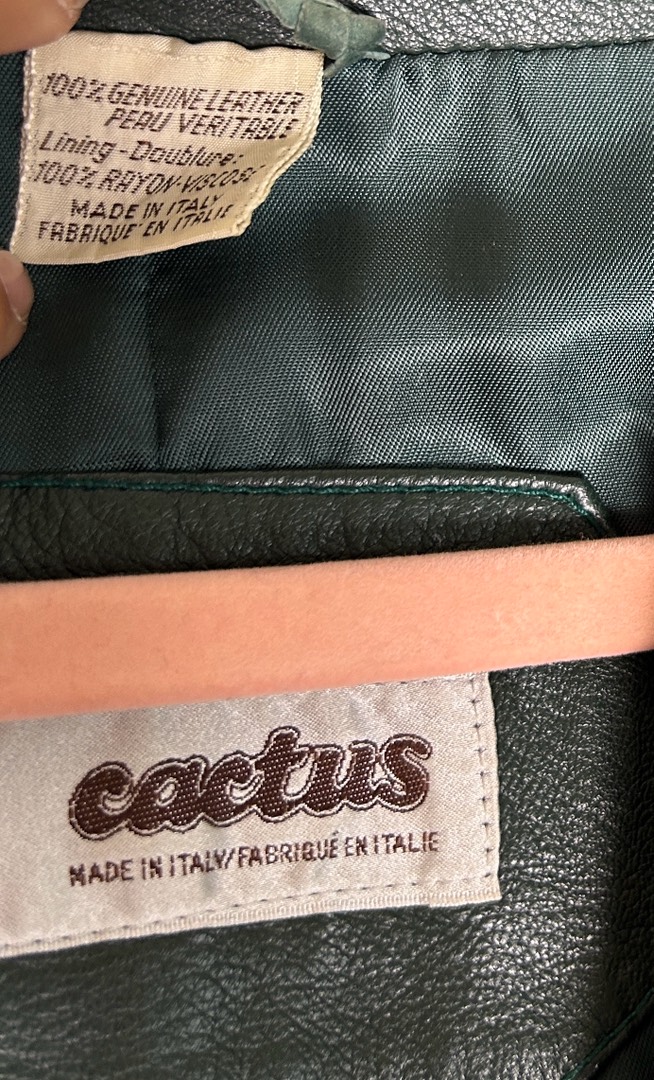 100% GENUINE LEATHER
PEAU VERITABLE
Lining-Doublure:
100% RAYON-VISCOSE
MADE IN ITALY
FABRIQUE' EN ITALIE
cactus
MADE IN ITALY/FABRIQUÉ EN ITALIE